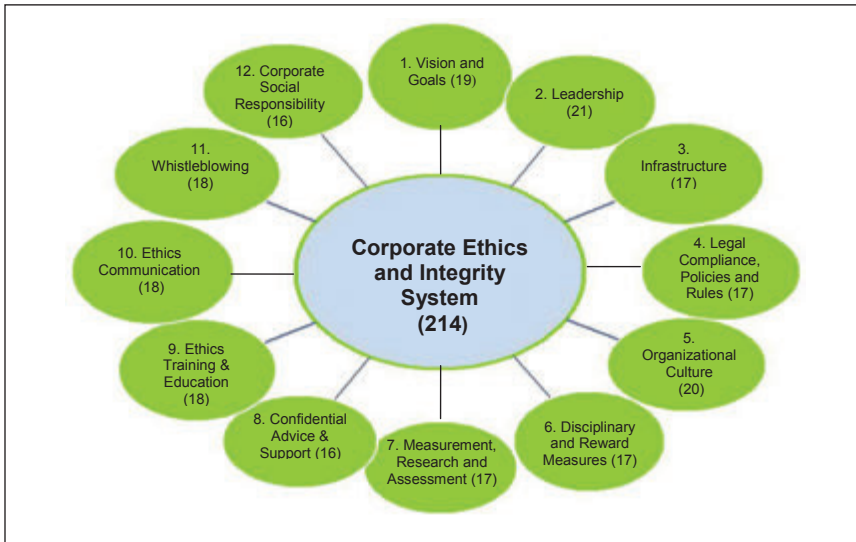 1. Vision and
Goals (19)
2. Leadership
(21)
3.
Infrastructure
(17)
4. Legal
Compliance,
Policies and
Rules (17)
5.
Organizational
Culture
(20)
6. Disciplinary
and Reward
Measures (17)
7. Measurement,
Research and
Assessment (17)
8. Confidential
Advice &
Support (16)
9. Ethics
Training &
Education
(18)
10. Ethics
Communication
(18)
11.
Whistleblowing
(18)
12. Corporate
Social
Responsibility
(16)
Corporate Ethics
and Integrity
System
(214)